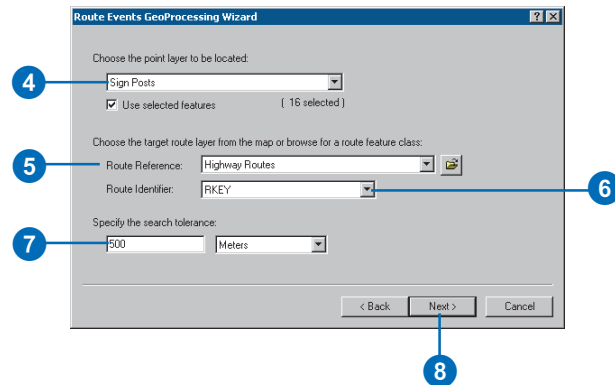 Route Events GeoProcessing Wizard
Choose the point layer to be located:
4
Sign Posts
Use selected features ( 16 selected )
Choose the target route layer from the map or browse for a route feature class:
5
Route Reference: Highway Routes
Route Identifier: RKEY
6
Specify the search tolerance:
7
500 Meters
< Back Next > Cancel
8